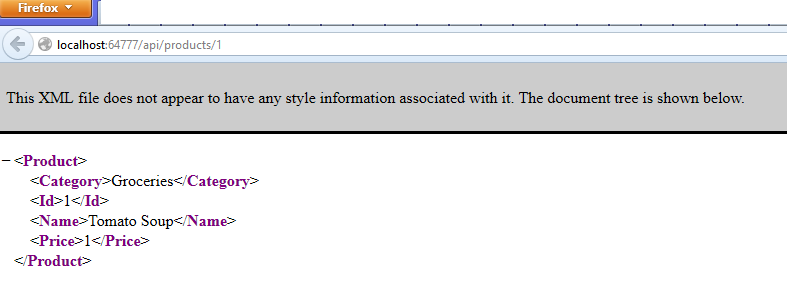 Firefox
localhost:64777/api/products/1
This XML file does not appear to have any style information associated with it. The document tree is shown below.
− <Product>
<Category>Groceries</Category>
<Id>1</Id>
<Name>Tomato Soup</Name>
<Price>1</Price>
</Product>